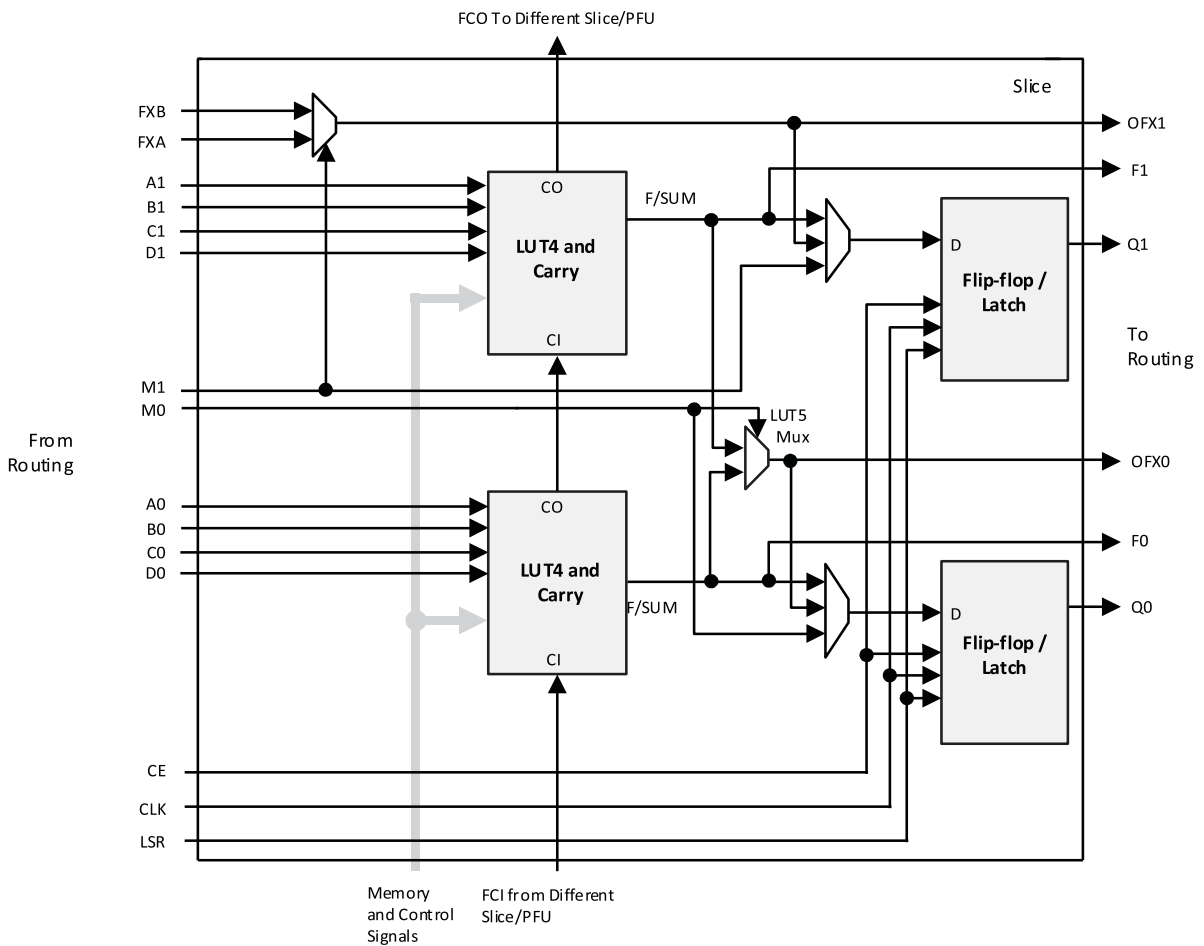 FCO To Different Slice/PFU
Slice
FXB
FXA
OFX1
F1
A1
B1
C1
D1
CO
F/SUM
LUT4 and
Carry
CI
D
Flip-flop /
Latch
Q1
To
Routing
M1
M0
LUT5
Mux
From
Routing
OFX0
A0
B0
C0
D0
CO
LUT4 and
Carry
F/SUM
CI
F0
D
Flip-flop /
Latch
Q0
CE
CLK
LSR
Memory
and Control
Signals
FCI from Different
Slice/PFU